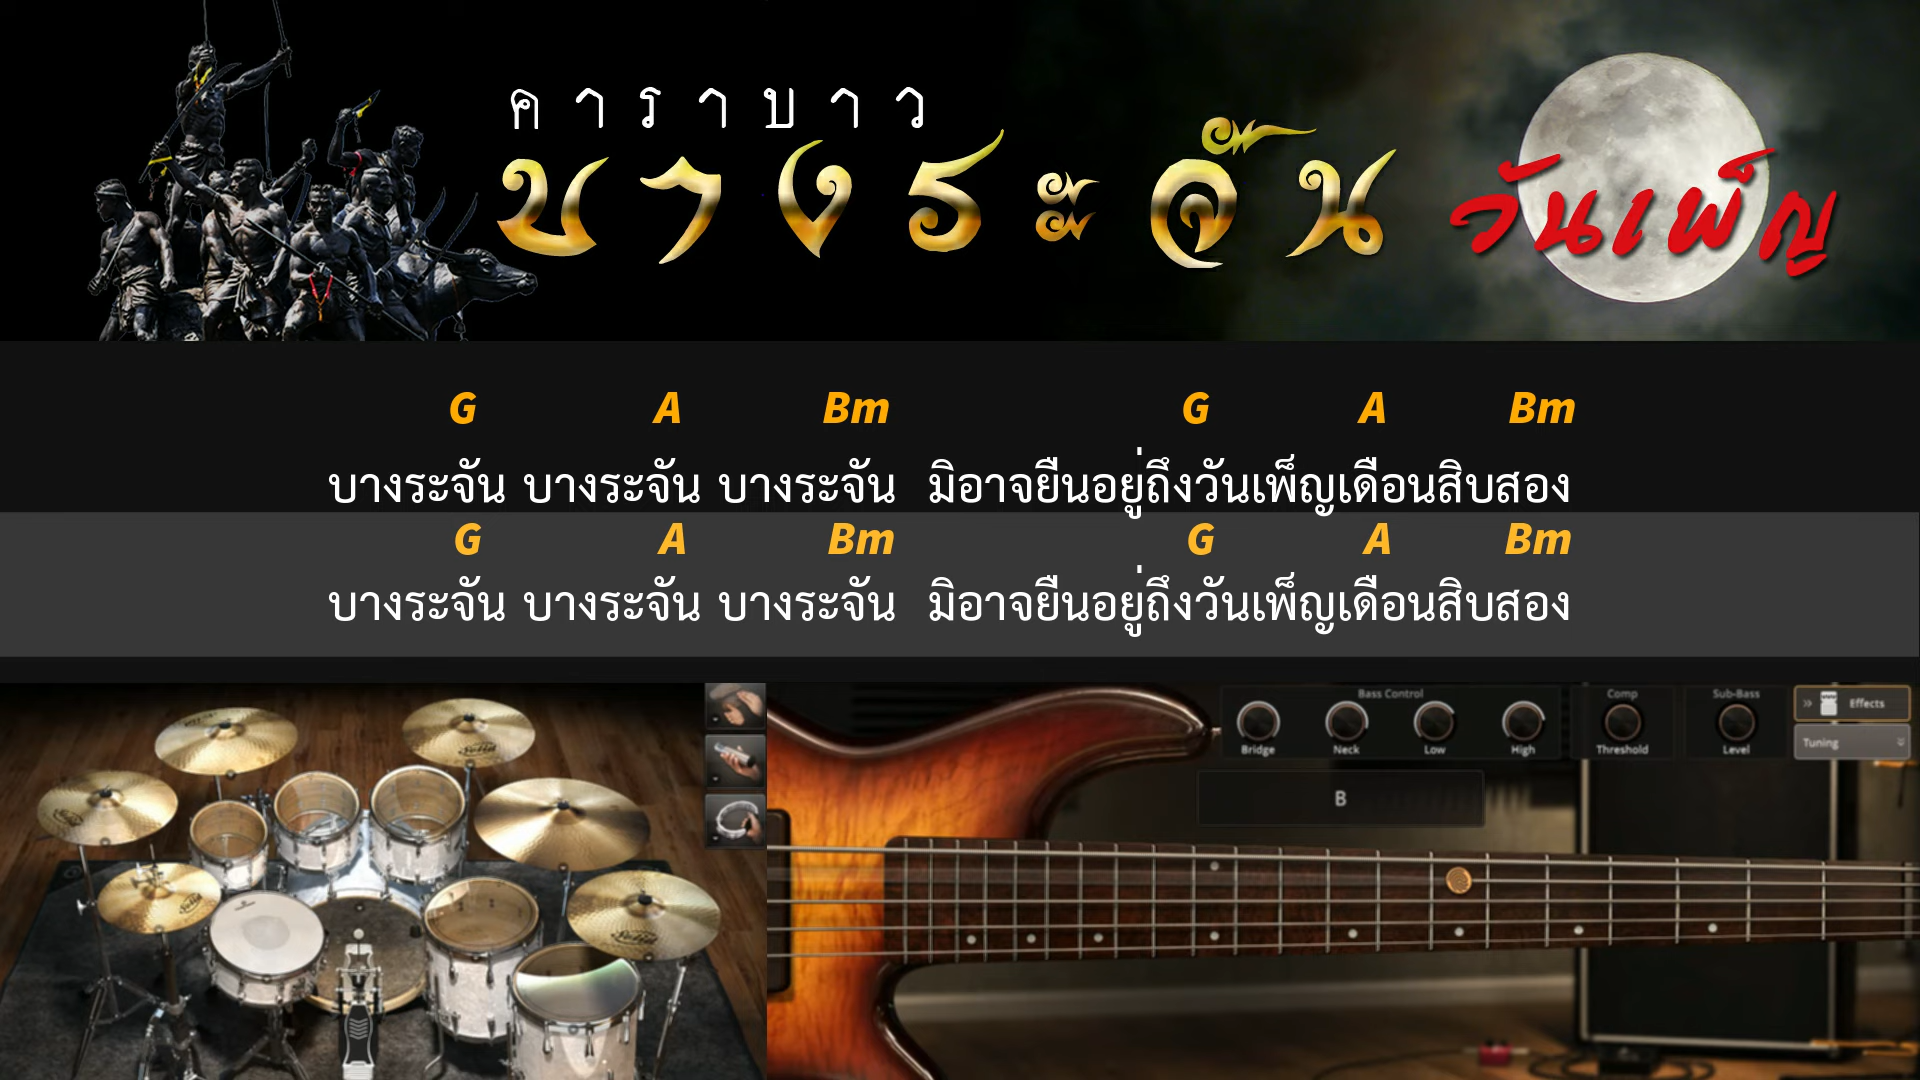 คาราบาว
บางระจัน วันเพ็ญ
G A Bm G A Bm
บางระจัน บางระจัน บางระจัน มิอาจยืนอยู่ถึงวันเพ็ญเดือนสิบสอง
G A Bm G A Bm
บางระจัน บางระจัน บางระจัน มิอาจยืนอยู่ถึงวันเพ็ญเดือนสิบสอง
Bass Control Comp Sub-Bass
Effects
Bridge Neck Low High Threshold Level
Tuning
B